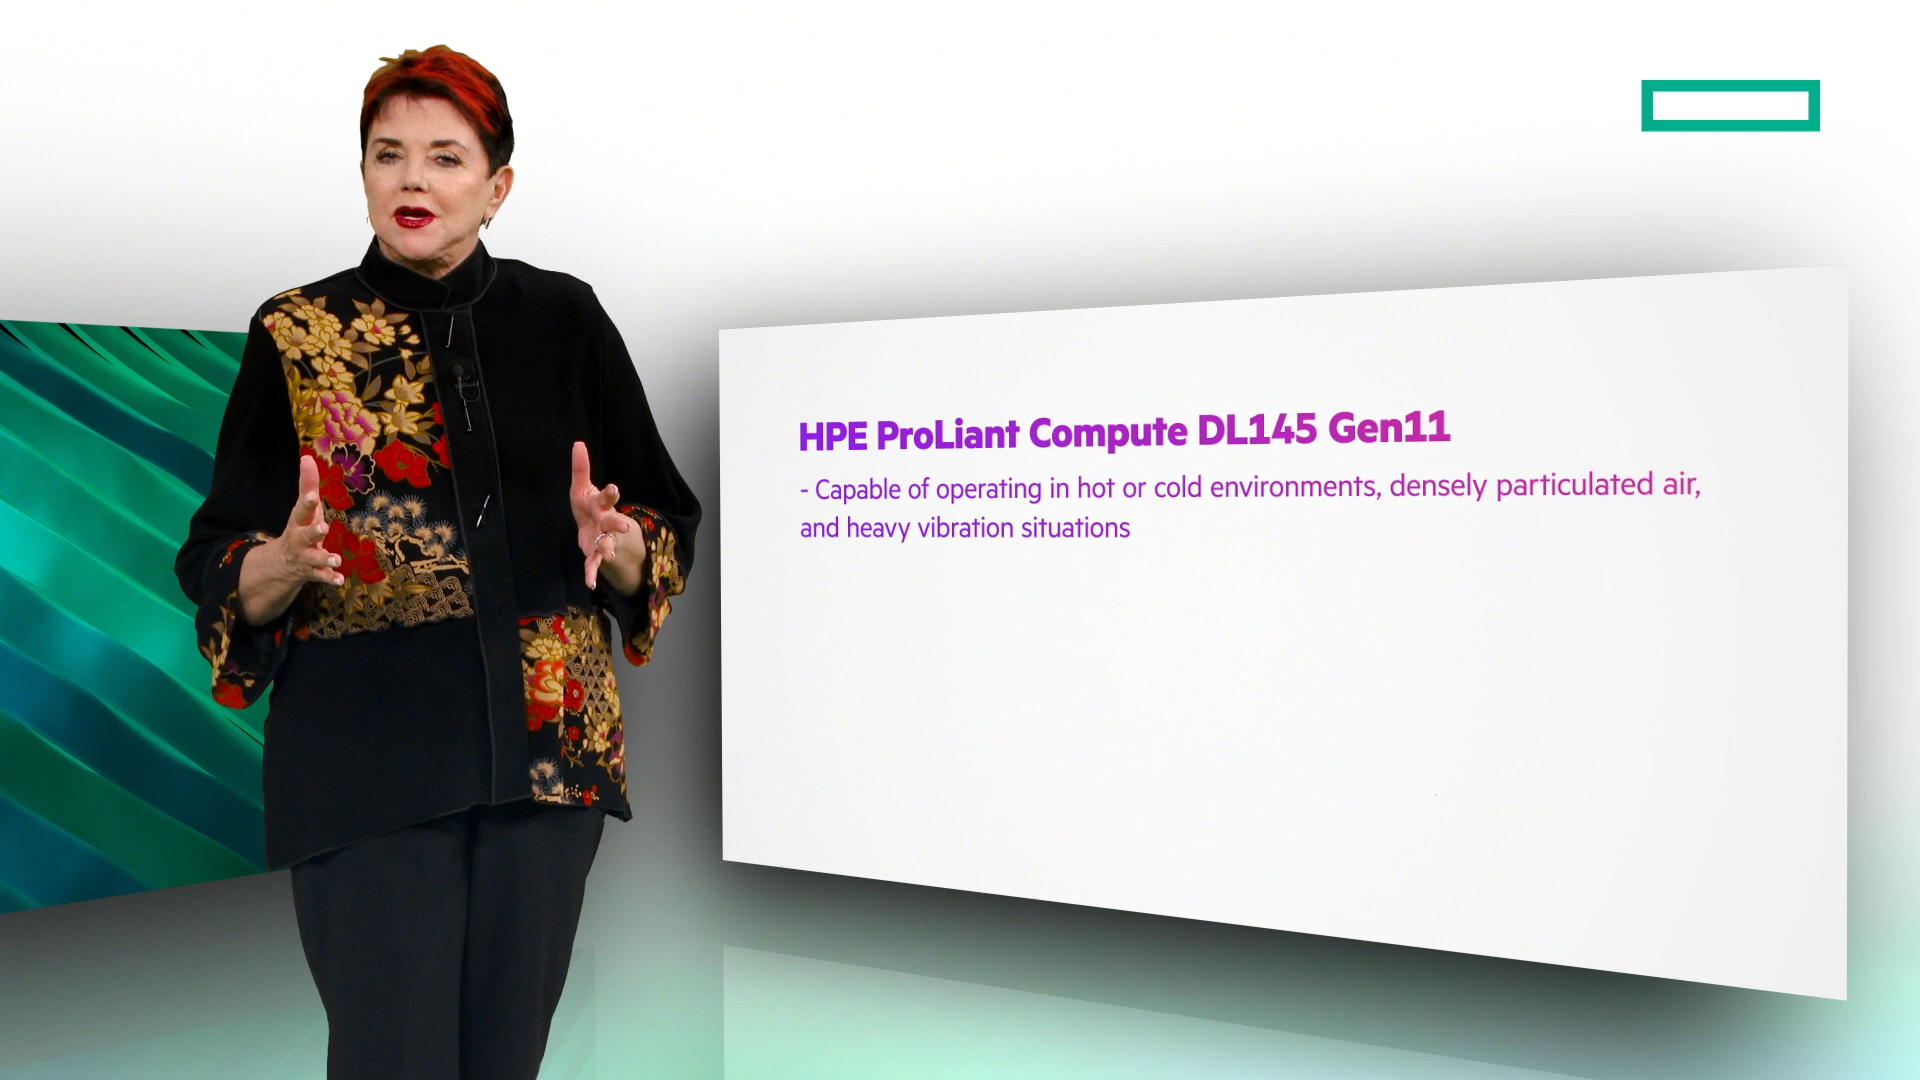 HPE ProLiant Compute DL145 Gen11
- Capable of operating in hot or cold environments, densely particulated air,
and heavy vibration situations